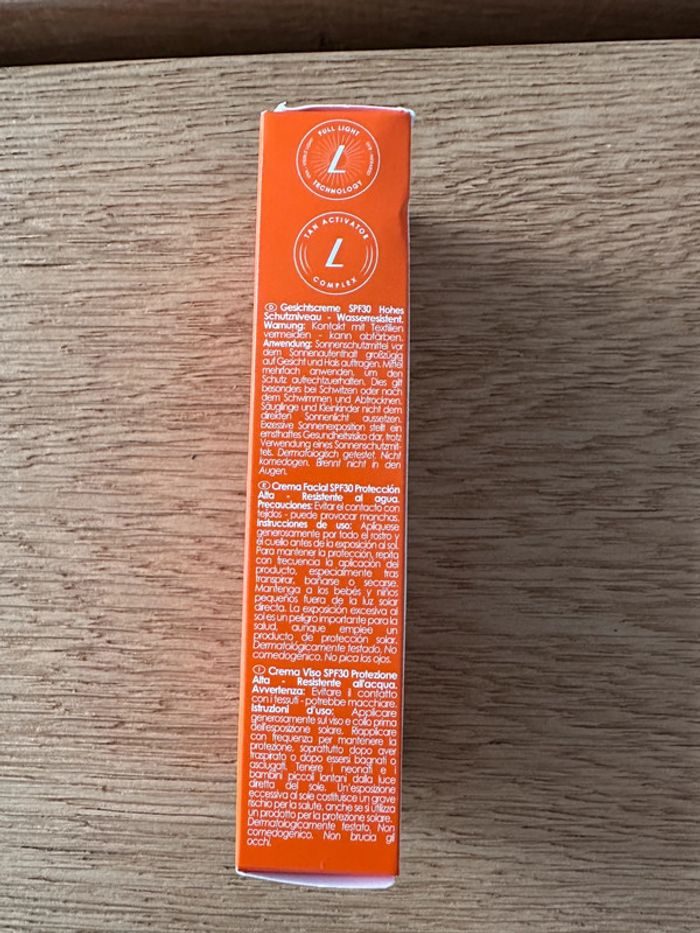 FULL LIGHT
UVA · VISIBLE LIGHT
L
UVB · INFRARED
TECHNOLOGY
TAN ACTIVATOR
L
COMPLEX
D Gesichtscreme SPF30 Hohes
Schutzniveau - Wasserresistent.
Warnung: Kontakt mit Textilien
vermeiden - kann abfärben.
Anwendung: Sonnenschutzmittel vor
dem Sonnenaufenthalt großzügig
auf Gesicht und Hals auftragen. Mittel
mehrfach anwenden, um den
Schutz aufrechtzuerhalten. Dies gilt
besonders bei Schwitzen oder nach
dem Schwimmen und Abtrocknen.
Säuglinge und Kleinkinder nicht dem
direkten Sonnenlicht aussetzen.
Exzessive Sonnenexposition stellt ein
ernsthaftes Gesundheitsrisiko dar, trotz
Verwendung eines Sonnenschutzmit-
tels. Dermatologisch getestet. Nicht
komedogen. Brennt nicht in den
Augen.
E Crema Facial SPF30 Protección
Alta - Resistente al agua.
Precauciones: Evitar el contacto con
tejidos - puede provocar manchas.
Instrucciones de uso: Aplíquese
generosamente por todo el rostro y
el cuello antes de la exposición al sol.
Para mantener la protección, repita
con frecuencia la aplicación del
producto, especialmente tras
transpirar, bañarse o secarse.
Mantenga a los bebés y niños
pequeños fuera de la luz solar
directa. La exposición excesiva al
sol es un peligro importante para la
salud, aunque emplee un
producto de protección solar.
Dermatológicamente testado, No
comedogénico. No pica los ojos.
I Crema Viso SPF30 Protezione
Alta - Resistente all'acqua.
Avvertenza: Evitare il contatto
con i tessuti - potrebbe macchiare.
Istruzioni d'uso: Applicare
generosamente sul viso e collo prima
dell'esposizione solare. Riapplicare
con frequenza per mantenere la
protezione, soprattutto dopo aver
traspirato o dopo essersi bagnati o
asciugati. Tenere i neonati e i
bambini piccoli lontani dalla luce
diretta del sole. Un'esposizione
eccessiva al sole costituisce un grave
rischio per la salute, anche se si utilizza
un prodotto per la protezione solare.
Dermatologicamente testato, Non
comedogénico. Non brucia gli
occhi.